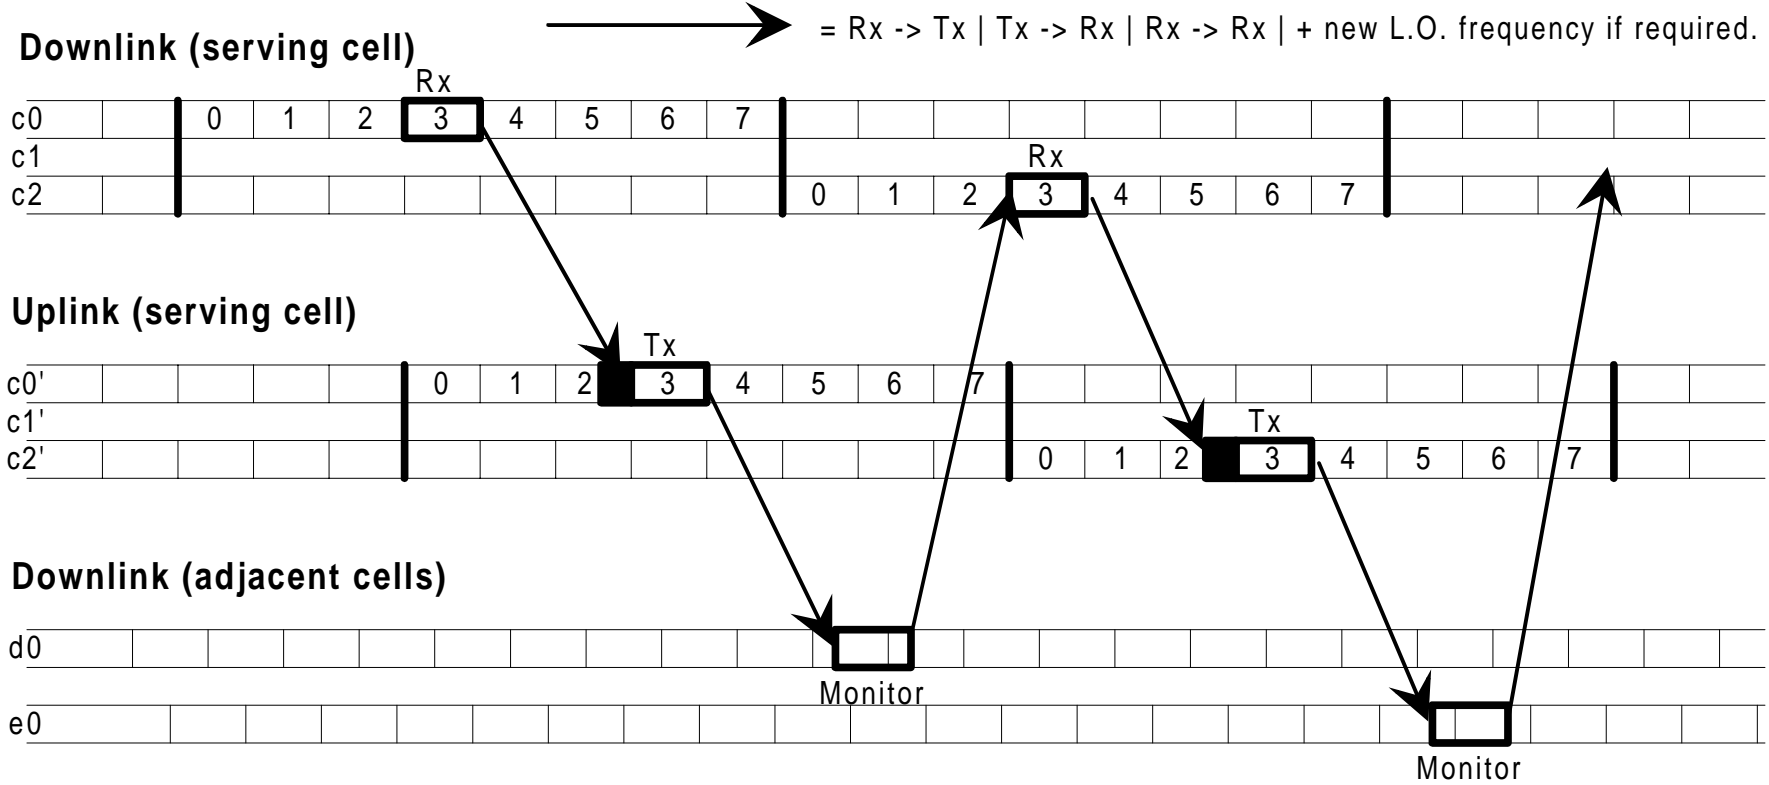 = Rx -> Tx | Tx -> Rx | Rx -> Rx | + new L.O. frequency if required.
Downlink (serving cell)
Rx
c0 0 1 2 3 4 5 6 7
c1 Rx
c2 0 1 2 3 4 5 6 7
Uplink (serving cell)
Tx
c0' 0 1 2 3 4 5 6 7
c1' Tx
c2' 0 1 2 3 4 5 6 7
Downlink (adjacent cells)
d0
Monitor
e0
Monitor